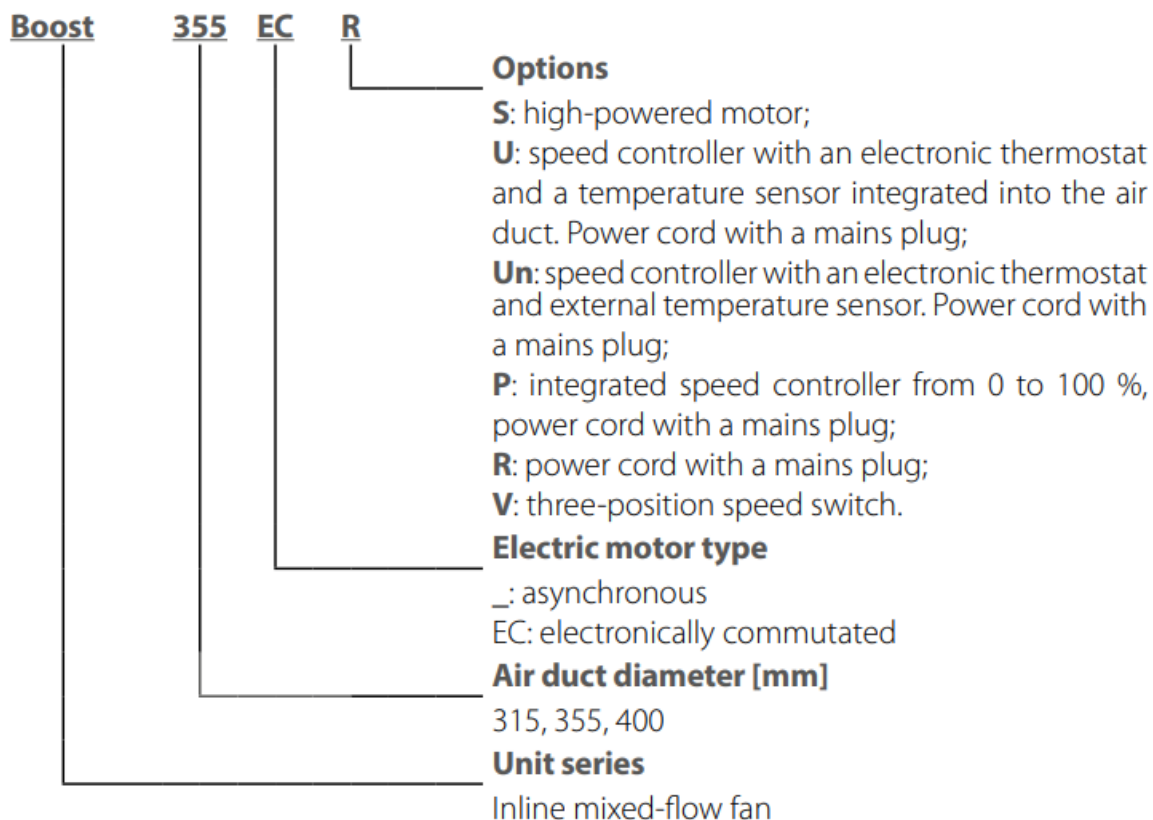 Boost 355 EC R
Options
S: high-powered motor;
U: speed controller with an electronic thermostat
and a temperature sensor integrated into the air
duct. Power cord with a mains plug;
Un: speed controller with an electronic thermostat
and external temperature sensor. Power cord with
a mains plug;
P: integrated speed controller from 0 to 100 %,
power cord with a mains plug;
R: power cord with a mains plug;
V: three-position speed switch.
Electric motor type
_: asynchronous
EC: electronically commutated
Air duct diameter [mm]
315, 355, 400
Unit series
Inline mixed-flow fan